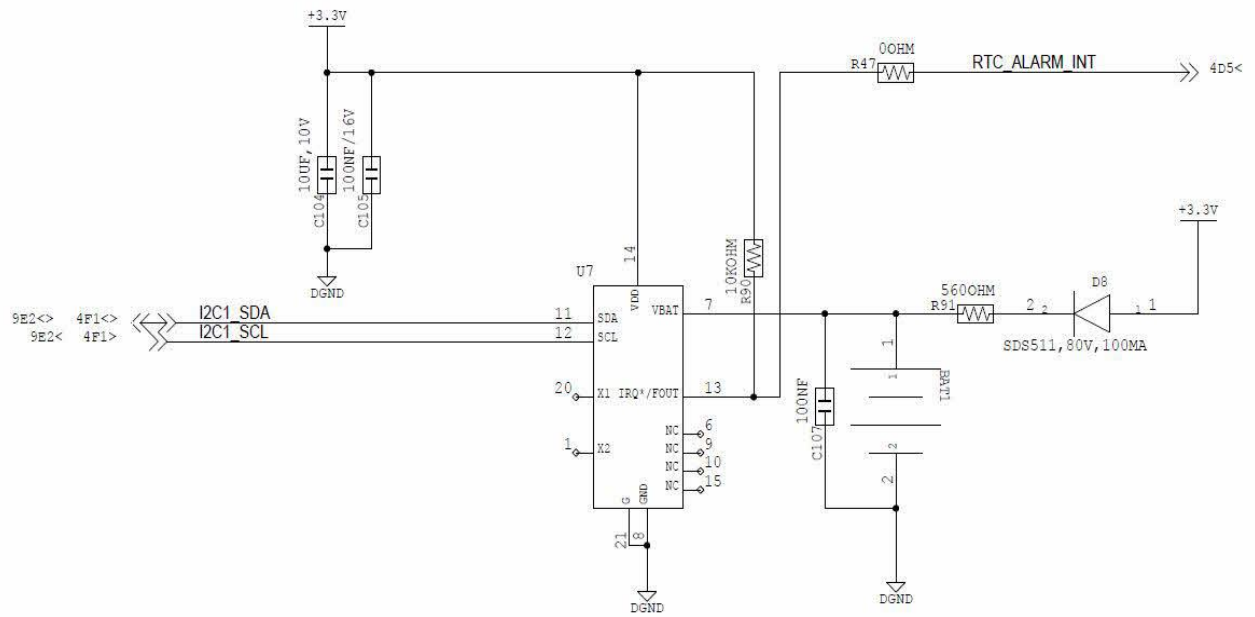 +3.3V
0OHM
R47
RTC_ALARM_INT
4D5<
10UF,10V
C104
100NF/16V
C105
DGND
+3.3V
10KOHM
R90
U7
14
VDD
VBAT
7
560OHM
R91
2
2
D8
1
1
SDS511,80V,100MA
9E2<>
4F1<>
I2C1_SDA
11
SDA
9E2<
4F1>
I2C1_SCL
12
SCL
20
X1
IRQ*/FOUT
13
1
X2
NC
6
NC
9
NC
10
NC
15
G
GND
21
8
DGND
100NF
C107
1
1
BAT1
2
2
DGND